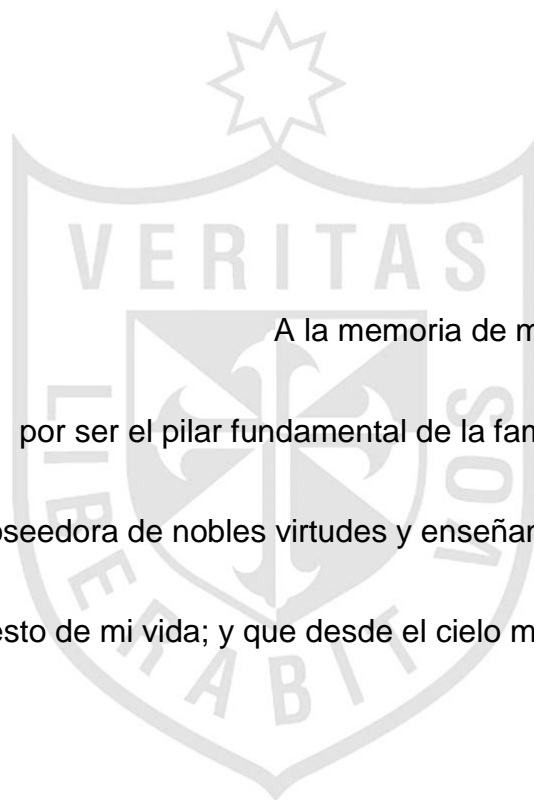 VERITAS
A la memoria de m
por ser el pilar fundamental de la fam
oseedora de nobles virtudes y enseñan
esto de mi vida; y que desde el cielo m
LIBERABIT VOS